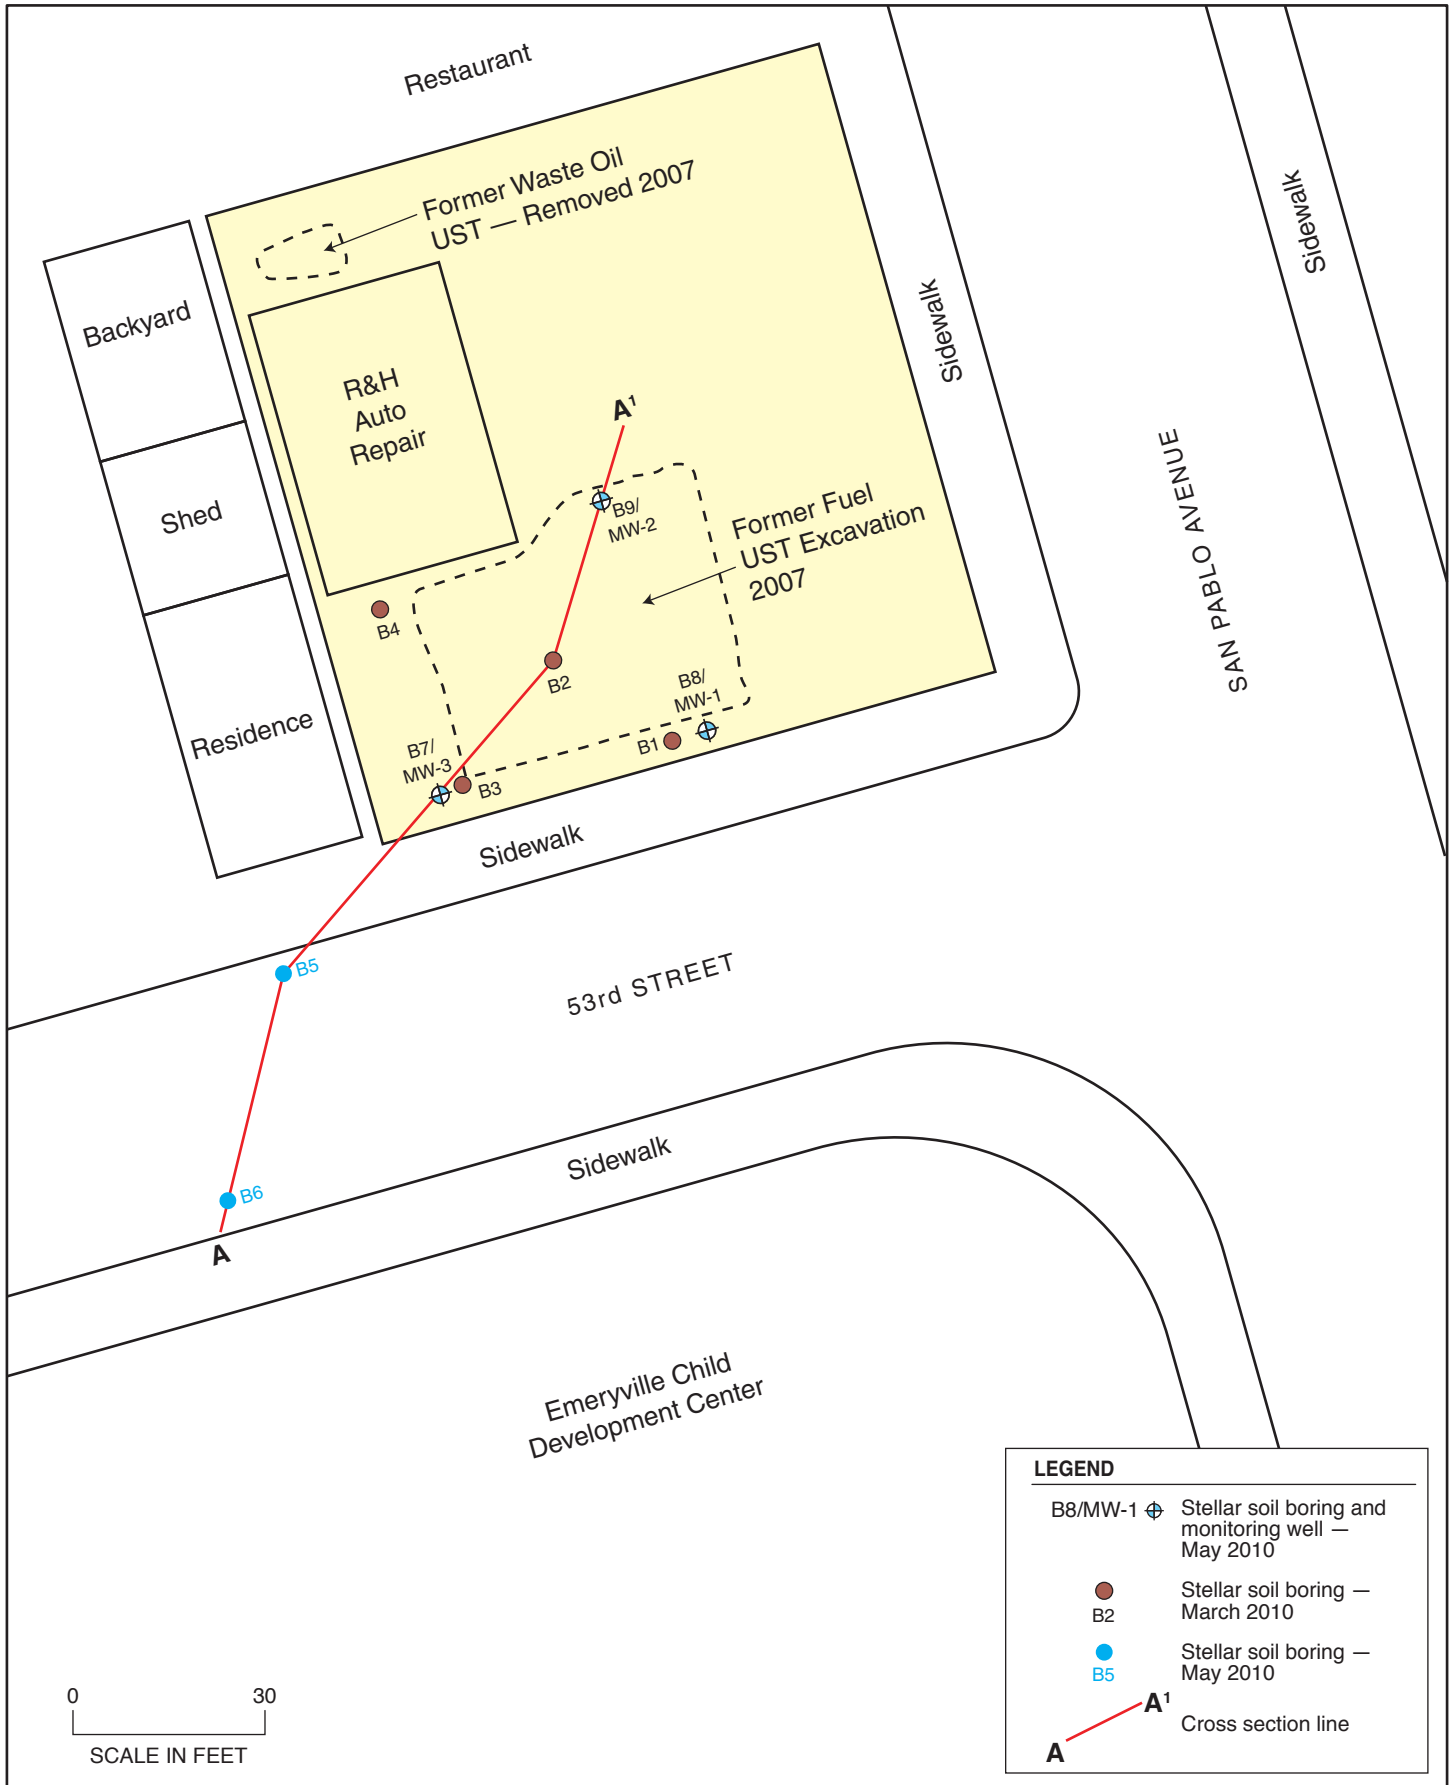 Restaurant
Former Waste Oil
UST — Removed 2007
Sidewalk
Sidewalk
Backyard
R&H
Auto
Repair
A¹
Shed
B9/
MW-2
Former Fuel
UST Excavation
2007
SAN PABLO AVENUE
B4
B2
B8/
MW-1
Residence
B7/
MW-3
B1
B3
Sidewalk
B5
53rd STREET
Sidewalk
B6
A
Emeryville Child
Development Center
LEGEND
B8/MW-1
Stellar soil boring and
monitoring well —
May 2010
B2
Stellar soil boring —
March 2010
B5
Stellar soil boring —
May 2010
A¹
A
Cross section line
0 30
SCALE IN FEET